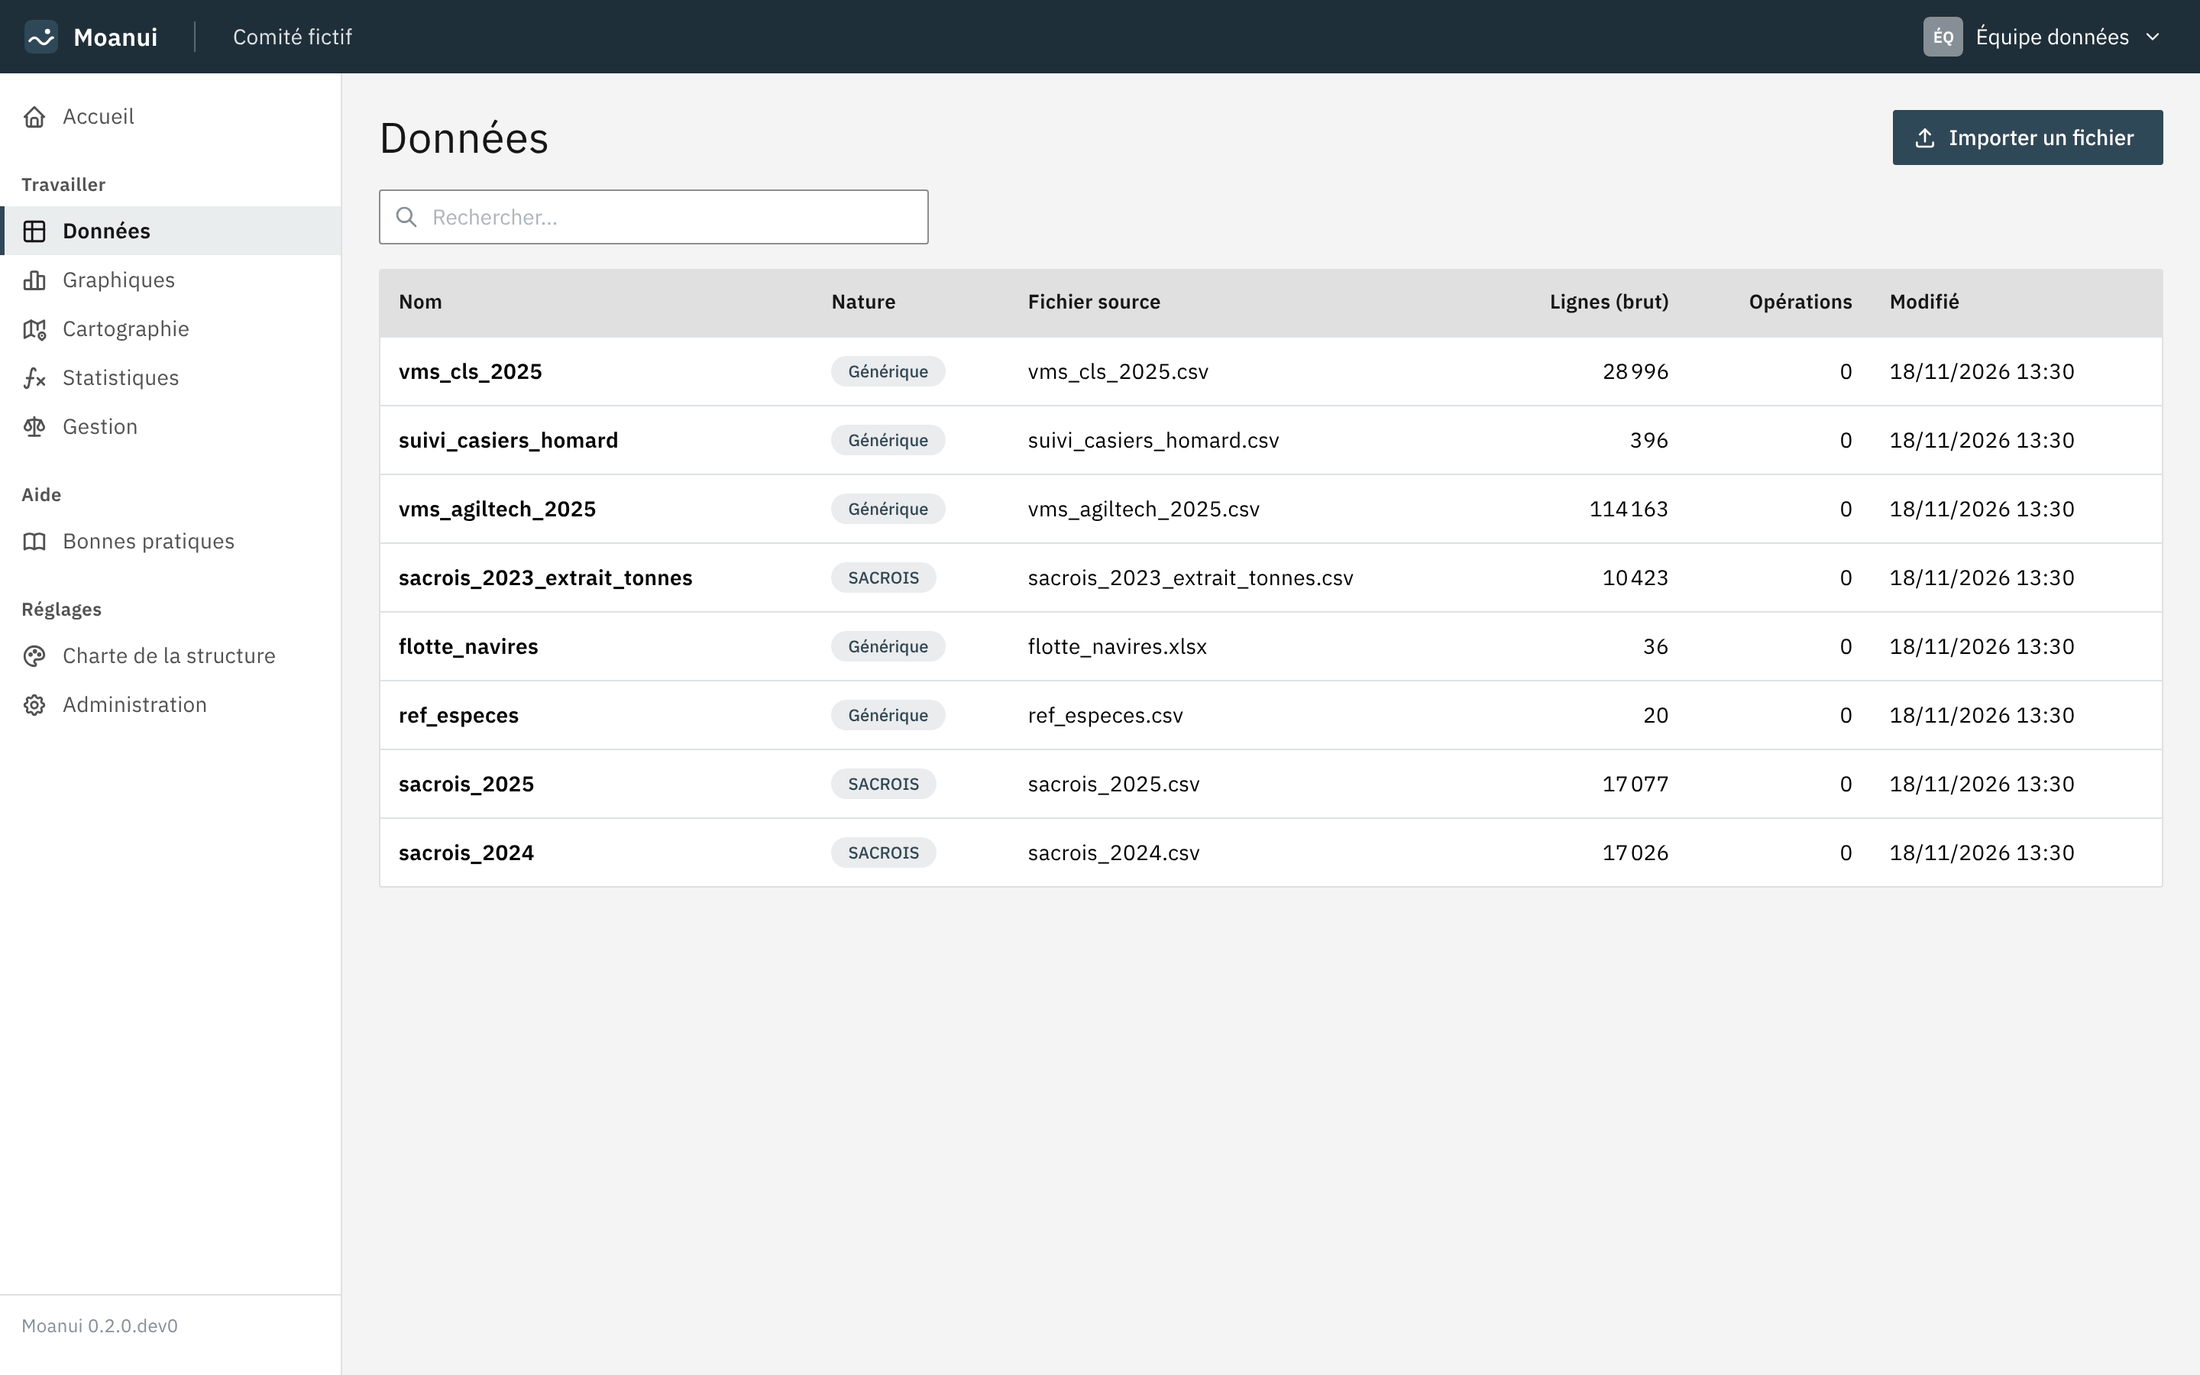 Moanui
Comité fictif
ÉQ Équipe données
Accueil
Travailler
Données
Graphiques
Cartographie
Statistiques
Gestion
Aide
Bonnes pratiques
Réglages
Charte de la structure
Administration
Moanui 0.2.0.dev0
Données
Importer un fichier
Rechercher...
Nom Nature Fichier source Lignes (brut) Opérations Modifié
vms_cls_2025 Générique vms_cls_2025.csv 28 996 0 18/11/2026 13:30
suivi_casiers_homard Générique suivi_casiers_homard.csv 396 0 18/11/2026 13:30
vms_agiltech_2025 Générique vms_agiltech_2025.csv 114 163 0 18/11/2026 13:30
sacrois_2023_extrait_tonnes SACROIS sacrois_2023_extrait_tonnes.csv 10 423 0 18/11/2026 13:30
flotte_navires Générique flotte_navires.xlsx 36 0 18/11/2026 13:30
ref_especes Générique ref_especes.csv 20 0 18/11/2026 13:30
sacrois_2025 SACROIS sacrois_2025.csv 17 077 0 18/11/2026 13:30
sacrois_2024 SACROIS sacrois_2024.csv 17 026 0 18/11/2026 13:30